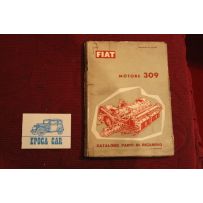 FIAT
MOTORE 309
CATALOGO PARTI DI RICAMBIO
EPOCA CAR